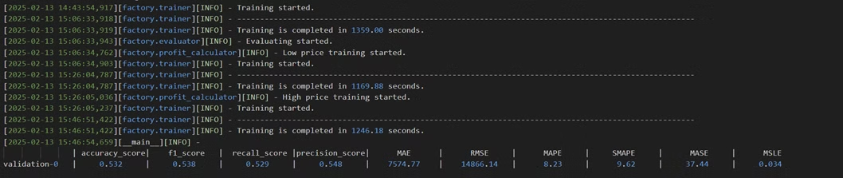 [2025-02-13 14:43:54,917][factory.trainer][INFO] - Training started.
[2025-02-13 15:06:33,918][factory.trainer][INFO] - ----------------------------------------------------------------------------------------------------
[2025-02-13 15:06:33,919][factory.trainer][INFO] - Training is completed in 1359.00 seconds.
[2025-02-13 15:06:33,943][factory.evaluator][INFO] - Evaluating started.
[2025-02-13 15:06:34,762][factory.profit_calculator][INFO] - Low price training started.
[2025-02-13 15:06:34,903][factory.trainer][INFO] - Training started.
[2025-02-13 15:26:04,787][factory.trainer][INFO] - ----------------------------------------------------------------------------------------------------
[2025-02-13 15:26:04,787][factory.trainer][INFO] - Training is completed in 1169.88 seconds.
[2025-02-13 15:26:05,036][factory.profit_calculator][INFO] - High price training started.
[2025-02-13 15:26:05,237][factory.trainer][INFO] - Training started.
[2025-02-13 15:46:51,422][factory.trainer][INFO] - ----------------------------------------------------------------------------------------------------
[2025-02-13 15:46:51,422][factory.trainer][INFO] - Training is completed in 1246.18 seconds.
[2025-02-13 15:46:54,659][__main__][INFO] -
| accuracy_score| f1_score | recall_score |precision_score| MAE | RMSE | MAPE | SMAPE | MASE | MSLE
validation-0 | 0.532 | 0.538 | 0.529 | 0.548 | 7574.77 | 14866.14 | 8.23 | 9.62 | 37.44 | 0.034